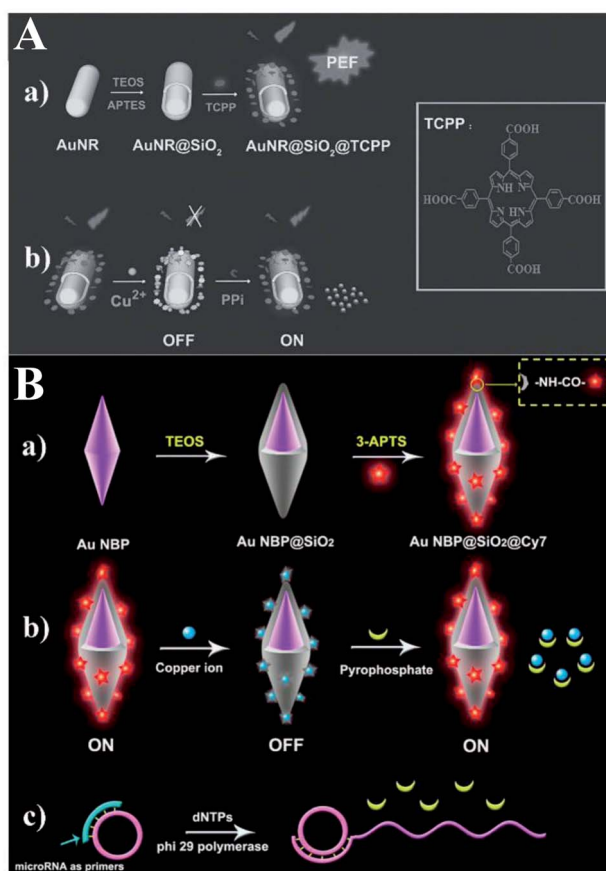 A
a)
TEOS
APTES
TCPP
PEF
AuNR
AuNR@SiO₂
AuNR@SiO₂@TCPP
TCPP :
COOH
HOOC
COOH
NH
N
N
HN
COOH
b)
Cu²⁺
PPi
OFF
ON
B
-NH-CO-
a)
TEOS
3-APTS
Au NBP
Au NBP@SiO₂
Au NBP@SiO₂@Cy7
b)
Copper ion
Pyrophosphate
ON
OFF
ON
c)
dNTPs
phi 29 polymerase
microRNA as primers